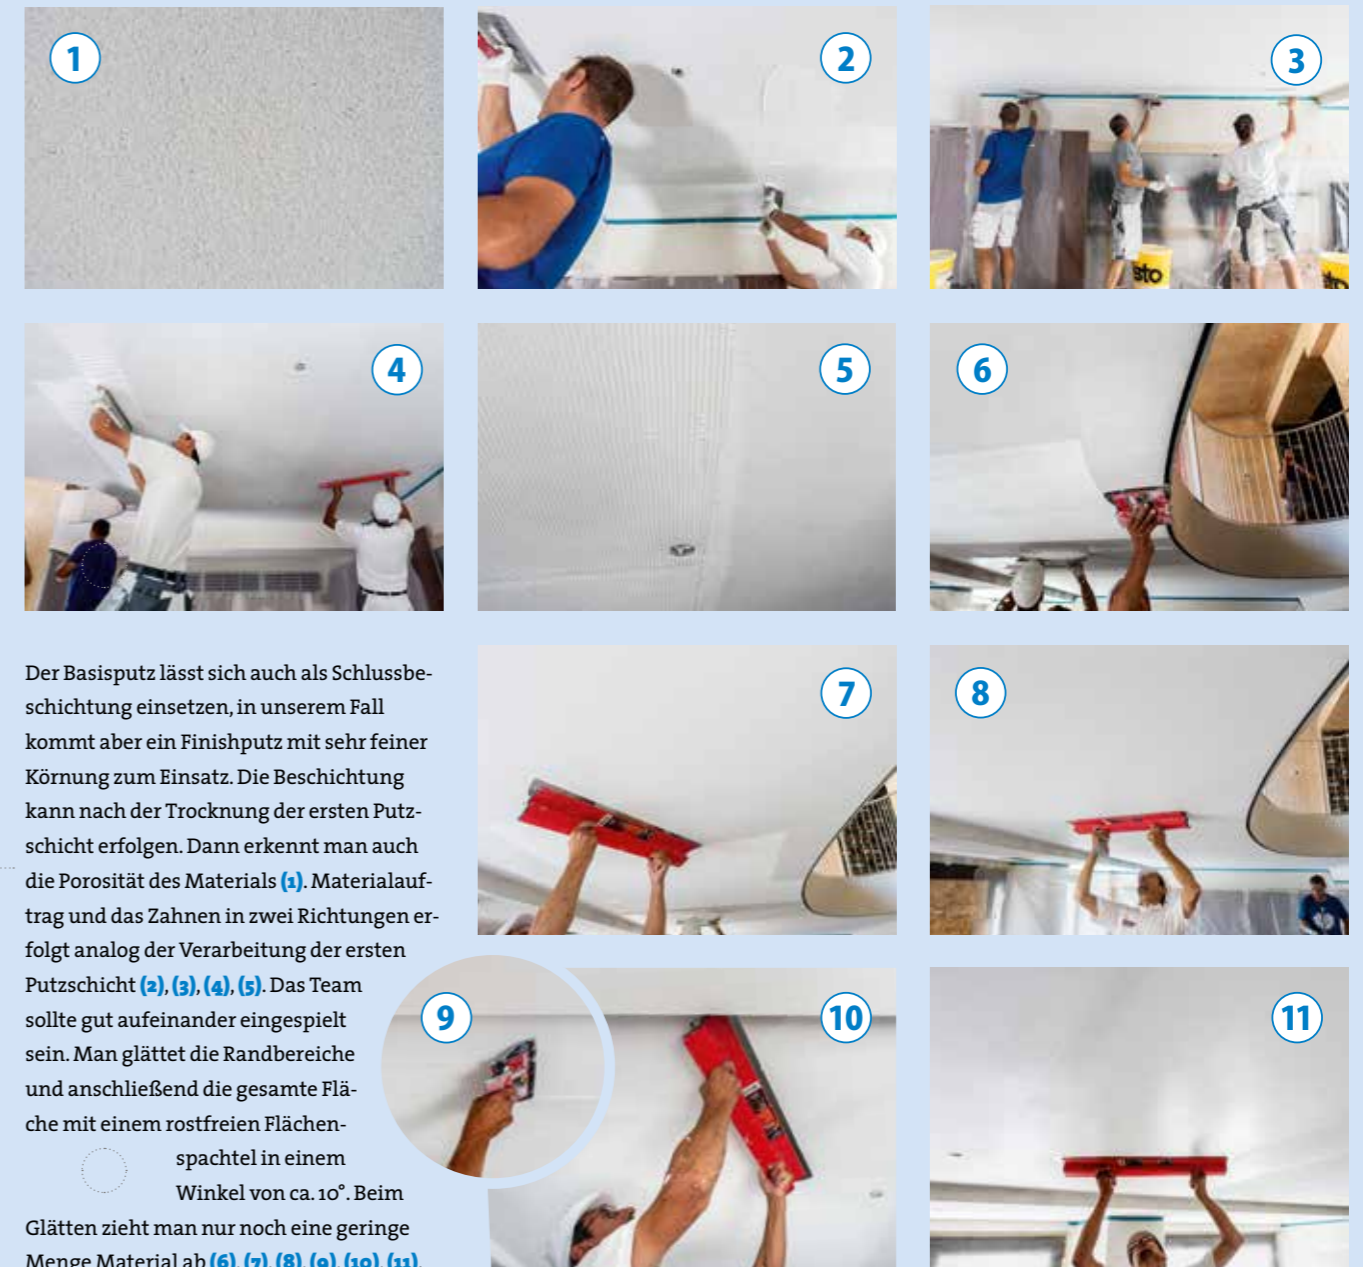 1
2
3
sto
sto
4
5
6
Der Basisputz lässt sich auch als Schlussbe-
schichtung einsetzen, in unserem Fall
kommt aber ein Finishputz mit sehr feiner
Körnung zum Einsatz. Die Beschichtung
kann nach der Trocknung der ersten Putz-
schicht erfolgen. Dann erkennt man auch
die Porosität des Materials (1). Materialauf-
trag und das Zahnen in zwei Richtungen er-
folgt analog der Verarbeitung der ersten
Putzschicht (2), (3), (4), (5). Das Team
sollte gut aufeinander eingespielt
sein. Man glättet die Randbereiche
und anschließend die gesamte Flä-
che mit einem rostfreien Flächen-
spachtel in einem
Winkel von ca. 10°. Beim
Glätten zieht man nur noch eine geringe
Menge Material ab (6), (7), (8), (9), (10), (11).
7
8
9
10
11